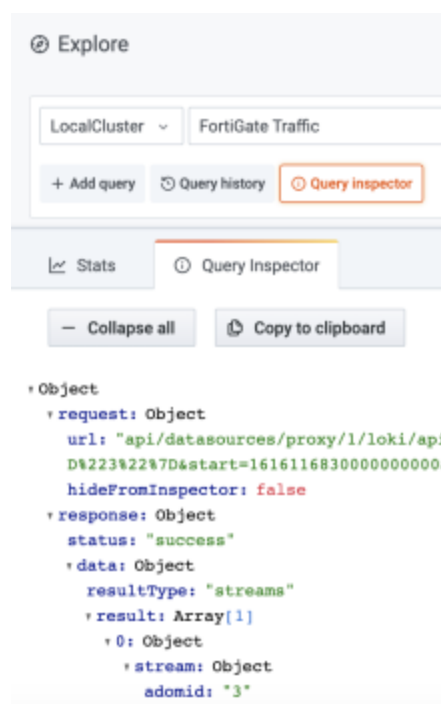 Explore
LocalCluster FortiGate Traffic
+ Add query Query history Query inspector
Stats Query Inspector
— Collapse all Copy to clipboard
Object
request: Object
url: "api/datasources/proxy/1/loki/api
D%223%22%7D&start=1616116830000000000
hideFromInspector: false
response: Object
status: "success"
data: Object
resultType: "streams"
result: Array[1]
0: Object
stream: Object
adomid: "3"